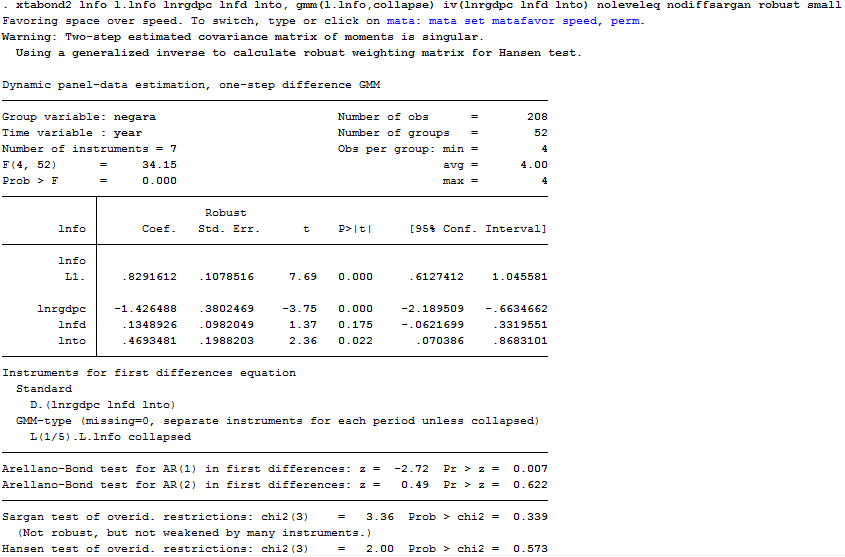 . xtabond2 lnfo l.lnfo lnrgdpc lnfd lnto, gmm(l.lnfo,collapse) iv(lnrgdpc lnfd lnto) noleveleq nodiffsargan robust small
Favoring space over speed. To switch, type or click on mata: mata set matafavor speed, perm.
Warning: Two-step estimated covariance matrix of moments is singular.
Using a generalized inverse to calculate robust weighting matrix for Hansen test.
Dynamic panel-data estimation, one-step difference GMM
Group variable: negara Number of obs = 208
Time variable : year Number of groups = 52
Number of instruments = 7 Obs per group: min = 4
F(4, 52) = 34.15 avg = 4.00
Prob > F = 0.000 max = 4
Robust
lnfo Coef. Std. Err. t P>|t| [95% Conf. Interval]
lnfo
L1. .8291612 .1078516 7.69 0.000 .6127412 1.045581
lnrgdpc -1.426488 .3802469 -3.75 0.000 -2.189509 -.6634662
lnfd .1348926 .0982049 1.37 0.175 -.0621699 .3319551
lnto .4693481 .1988203 2.36 0.022 .070386 .8683101
Instruments for first differences equation
Standard
D.(lnrgdpc lnfd lnto)
GMM-type (missing=0, separate instruments for each period unless collapsed)
L(1/5).L.lnfo collapsed
Arellano-Bond test for AR(1) in first differences: z = -2.72 Pr > z = 0.007
Arellano-Bond test for AR(2) in first differences: z = 0.49 Pr > z = 0.622
Sargan test of overid. restrictions: chi2(3) = 3.36 Prob > chi2 = 0.339
(Not robust, but not weakened by many instruments.)
Hansen test of overid. restrictions: chi2(3) = 2.00 Prob > chi2 = 0.573